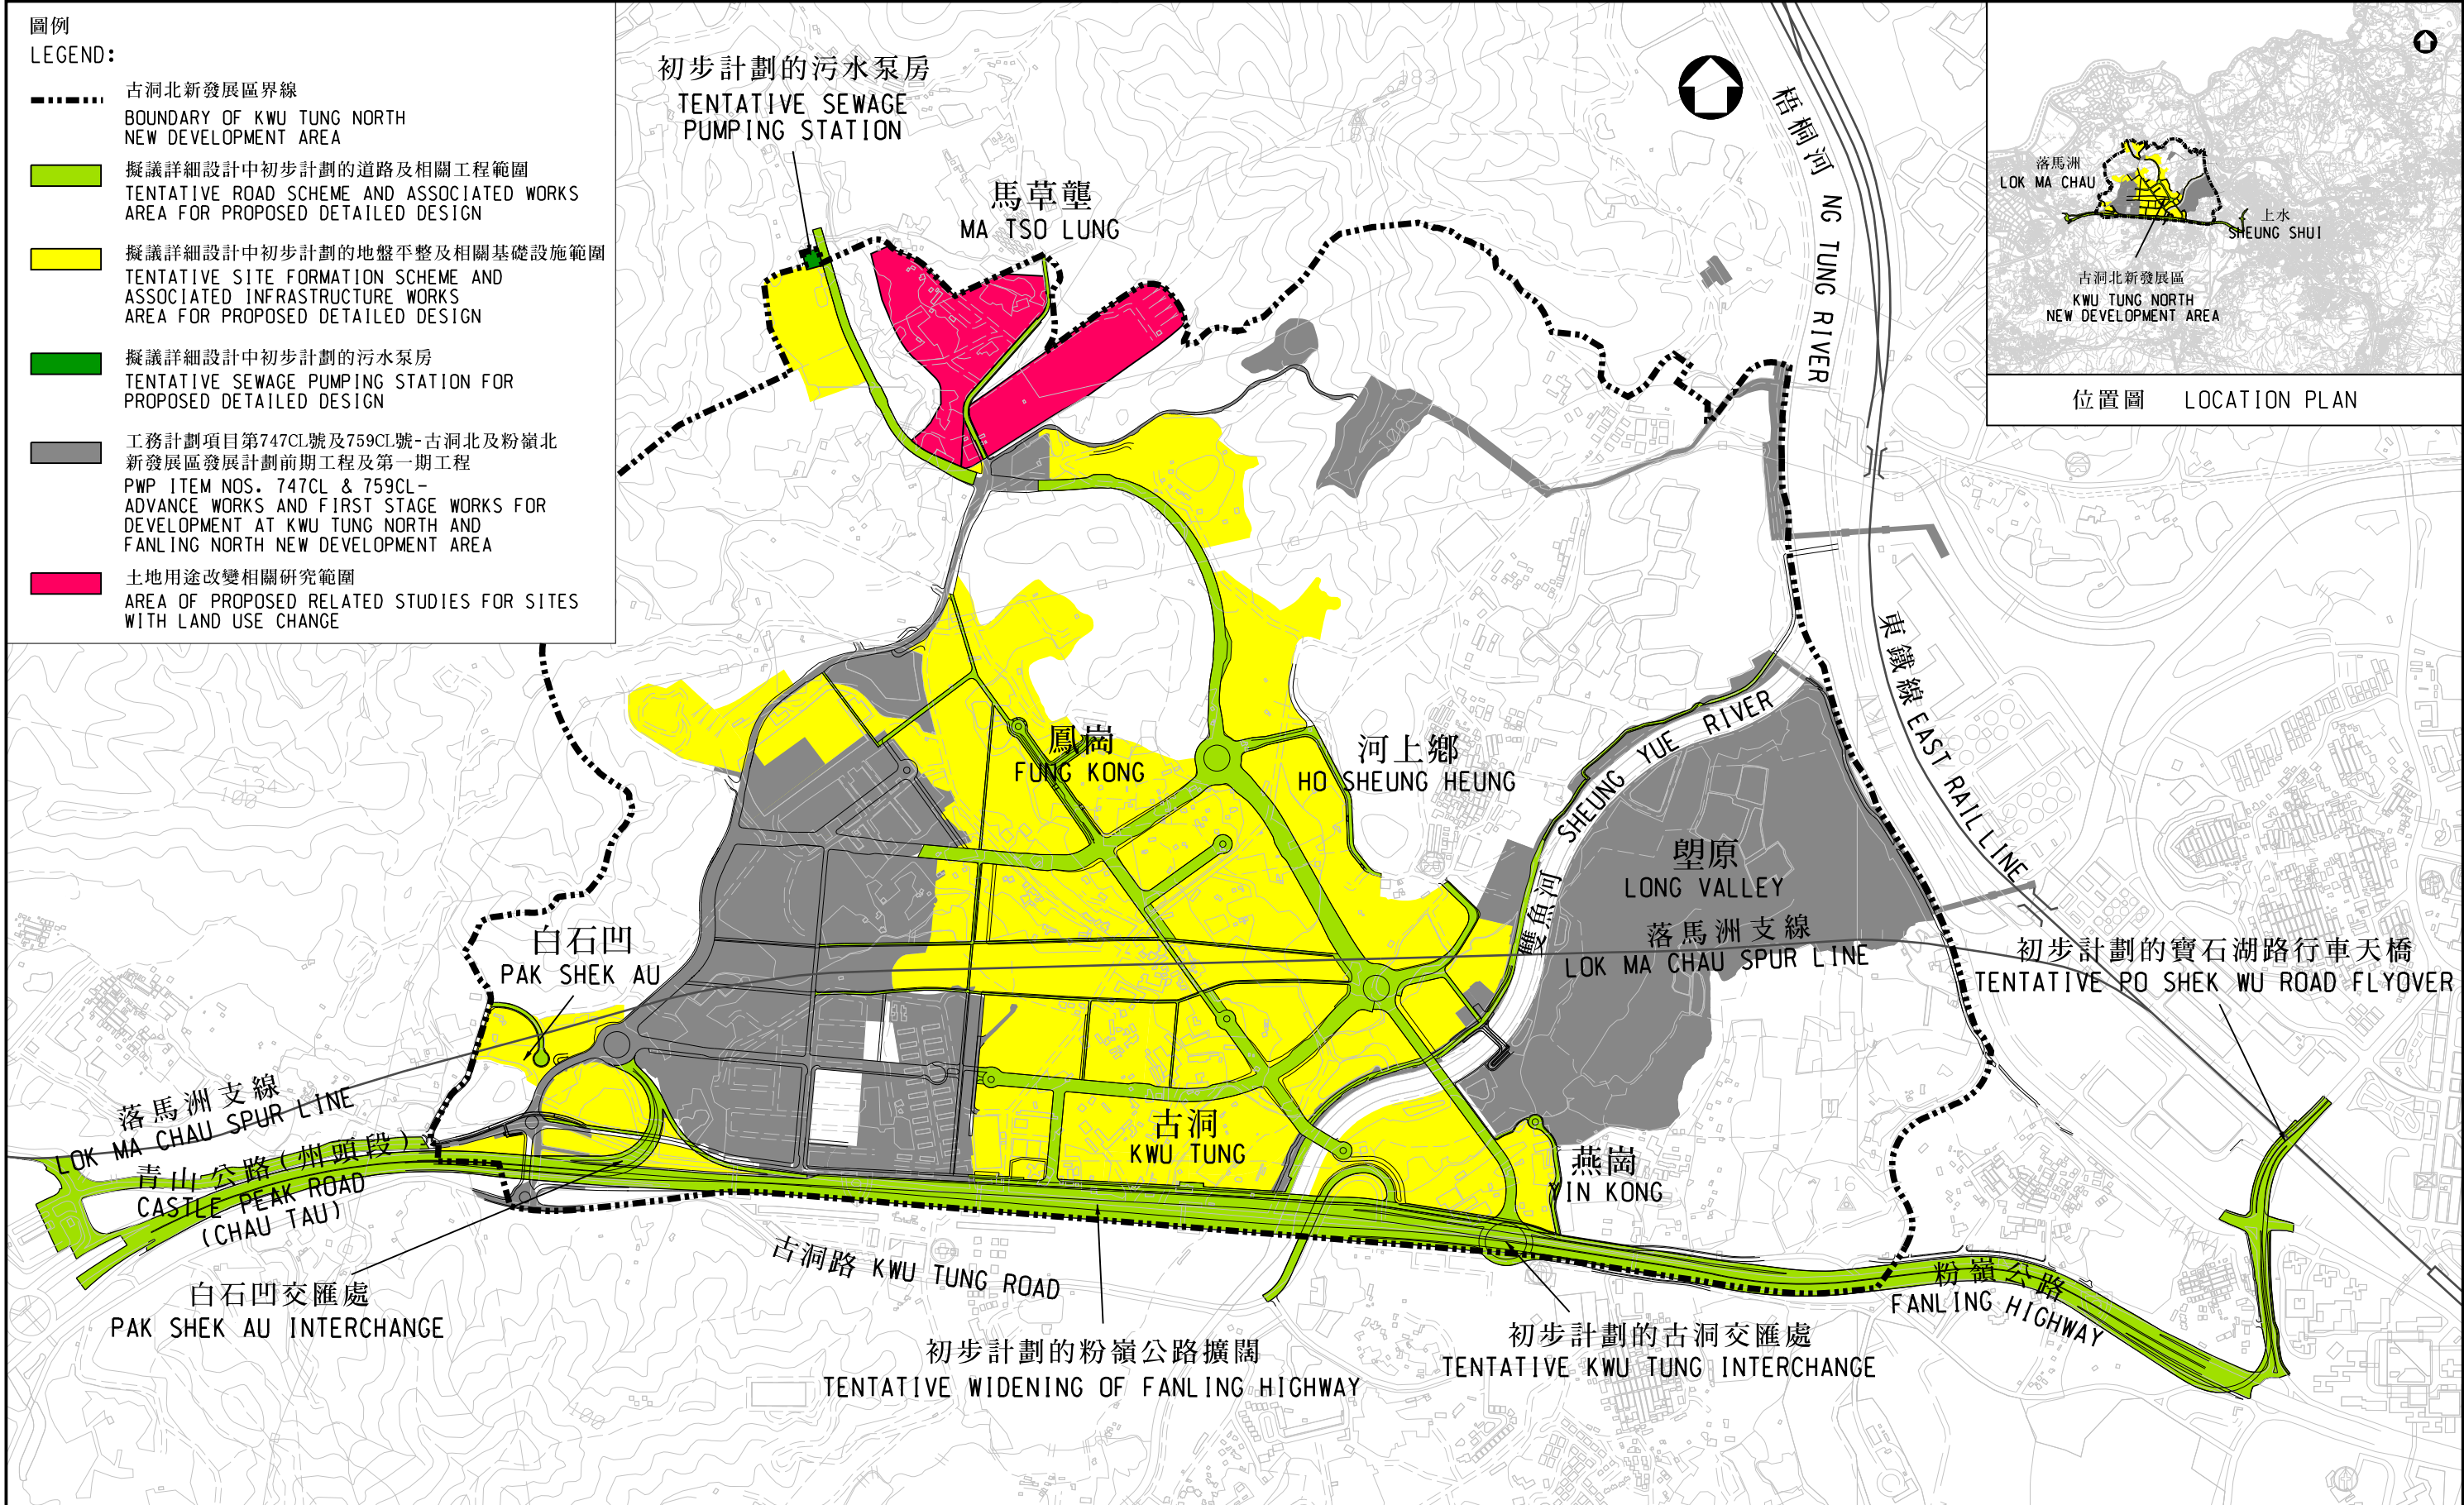 圖例
LEGEND:
古洞北新發展區界線
BOUNDARY OF KWU TUNG NORTH
NEW DEVELOPMENT AREA
擬議詳細設計中初步計劃的道路及相關工程範圍
TENTATIVE ROAD SCHEME AND ASSOCIATED WORKS
AREA FOR PROPOSED DETAILED DESIGN
擬議詳細設計中初步計劃的地盤平整及相關基礎設施範圍
TENTATIVE SITE FORMATION SCHEME AND
ASSOCIATED INFRASTRUCTURE WORKS
AREA FOR PROPOSED DETAILED DESIGN
擬議詳細設計中初步計劃的污水泵房
TENTATIVE SEWAGE PUMPING STATION FOR
PROPOSED DETAILED DESIGN
工務計劃項目第747CL號及759CL號-古洞北及粉嶺北
新發展區發展計劃前期工程及第一期工程
PWP ITEM NOS. 747CL & 759CL-
ADVANCE WORKS AND FIRST STAGE WORKS FOR
DEVELOPMENT AT KWU TUNG NORTH AND
FANLING NORTH NEW DEVELOPMENT AREA
土地用途改變相關研究範圍
AREA OF PROPOSED RELATED STUDIES FOR SITES
WITH LAND USE CHANGE
初步計劃的污水泵房
TENTATIVE SEWAGE
PUMPING STATION
馬草壟
MA TSO LUNG
梧桐河 NG TUNG RIVER
落馬洲
LOK MA CHAU
上水
SHEUNG SHUI
古洞北新發展區
KWU TUNG NORTH
NEW DEVELOPMENT AREA
位置圖 LOCATION PLAN
183
100
東鐵線 EAST RAIL LINE
鳳崗
FUNG KONG
河上鄉
HO SHEUNG HEUNG
雙魚河 SHEUNG YUE RIVER
塱原
LONG VALLEY
落馬洲支線
LOK MA CHAU SPUR LINE
134
100
白石凹
PAK SHEK AU
初步計劃的寶石湖路行車天橋
TENTATIVE PO SHEK WU ROAD FLYOVER
落馬洲支線
LOK MA CHAU SPUR LINE
青山公路(州頭段)
CASTLE PEAK ROAD
(CHAU TAU)
古洞
KWU TUNG
燕崗
YIN KONG
16
白石凹交匯處
PAK SHEK AU INTERCHANGE
古洞路 KWU TUNG ROAD
初步計劃的粉嶺公路擴闊
TENTATIVE WIDENING OF FANLING HIGHWAY
初步計劃的古洞交匯處
TENTATIVE KWU TUNG INTERCHANGE
粉嶺公路
FANLING HIGHWAY
100